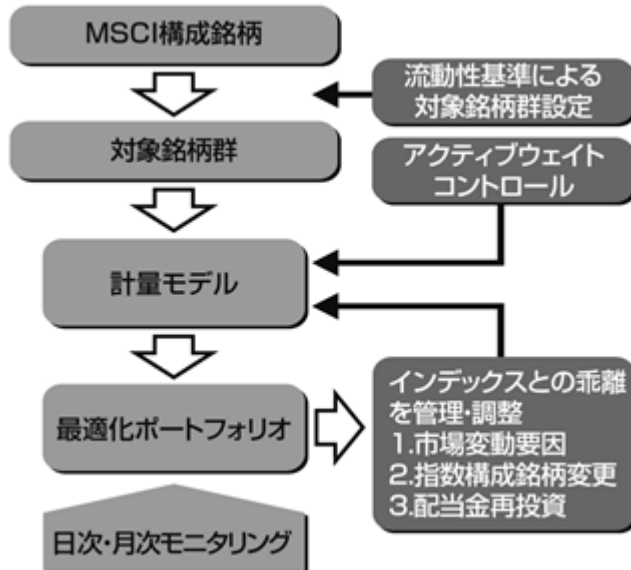 MSCI構成銘柄
流動性基準による
対象銘柄群設定
対象銘柄群
アクティブウェイト
コントロール
計量モデル
最適化ポートフォリオ
インデックスとの乖離
を管理・調整
1.市場変動要因
2.指数構成銘柄変更
3.配当金再投資
日次・月次モニタリング